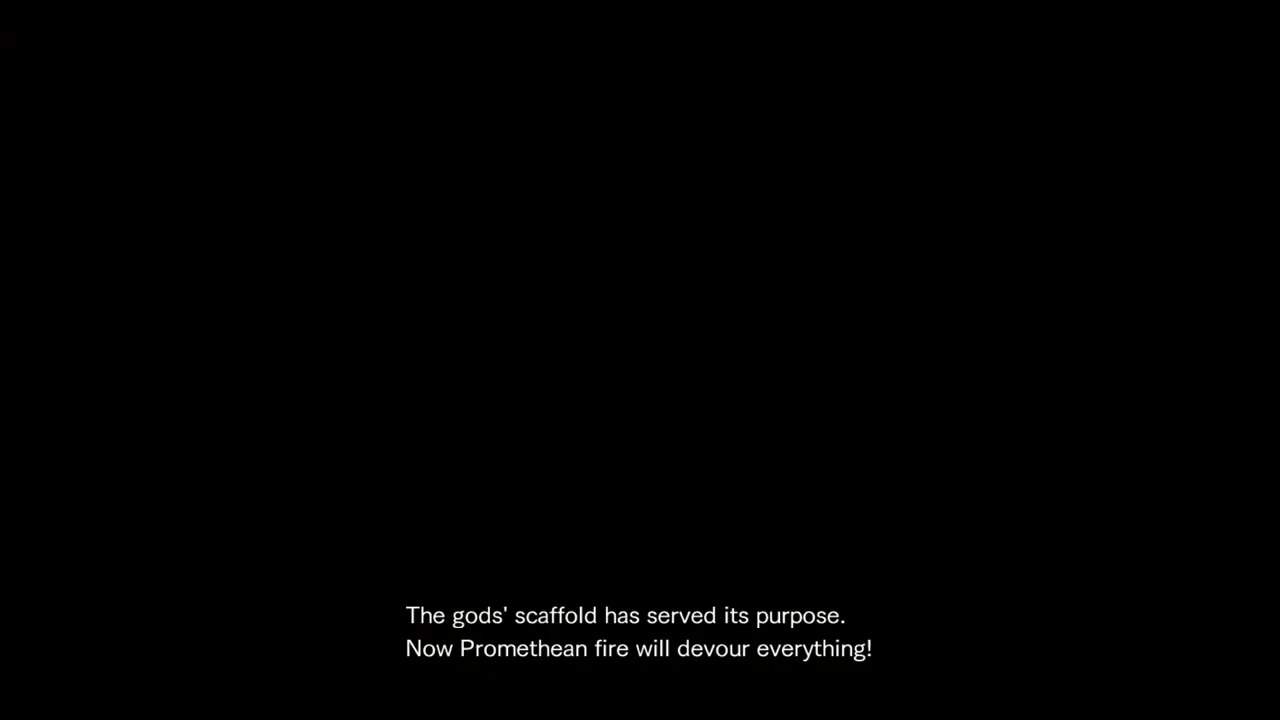 The gods' scaffold has served its purpose.
Now Promethean fire will devour everything!